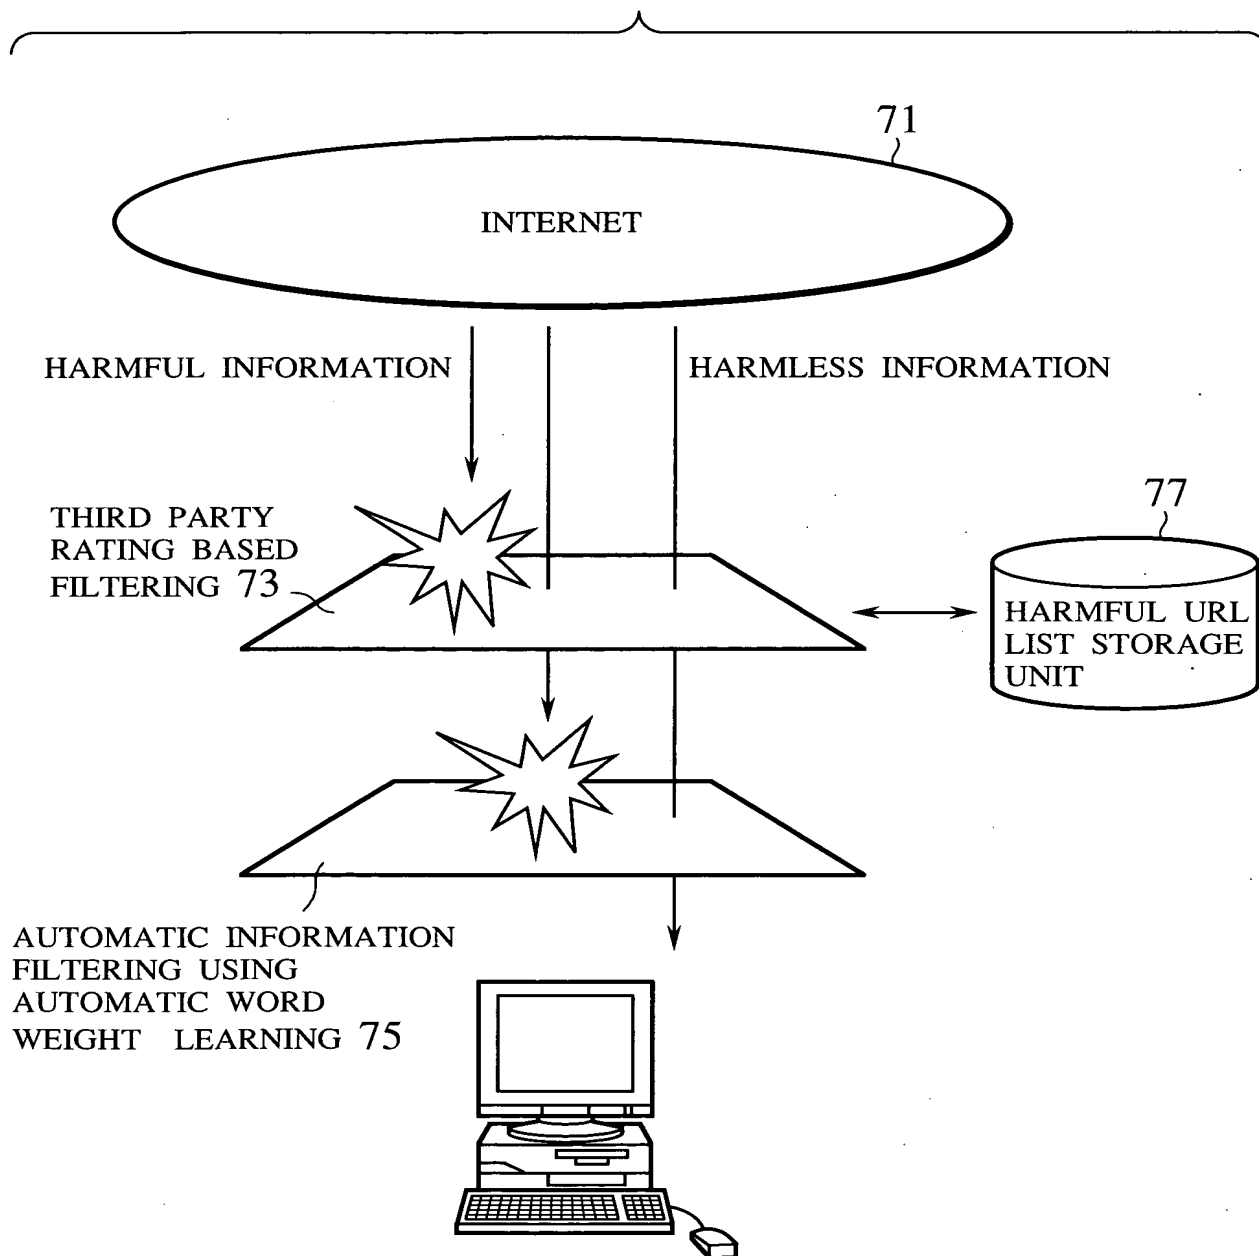 71
INTERNET
HARMFUL INFORMATION
HARMLESS INFORMATION
THIRD PARTY
RATING BASED
FILTERING 73
77
HARMFUL URL
LIST STORAGE
UNIT
AUTOMATIC INFORMATION
FILTERING USING
AUTOMATIC WORD
WEIGHT LEARNING 75